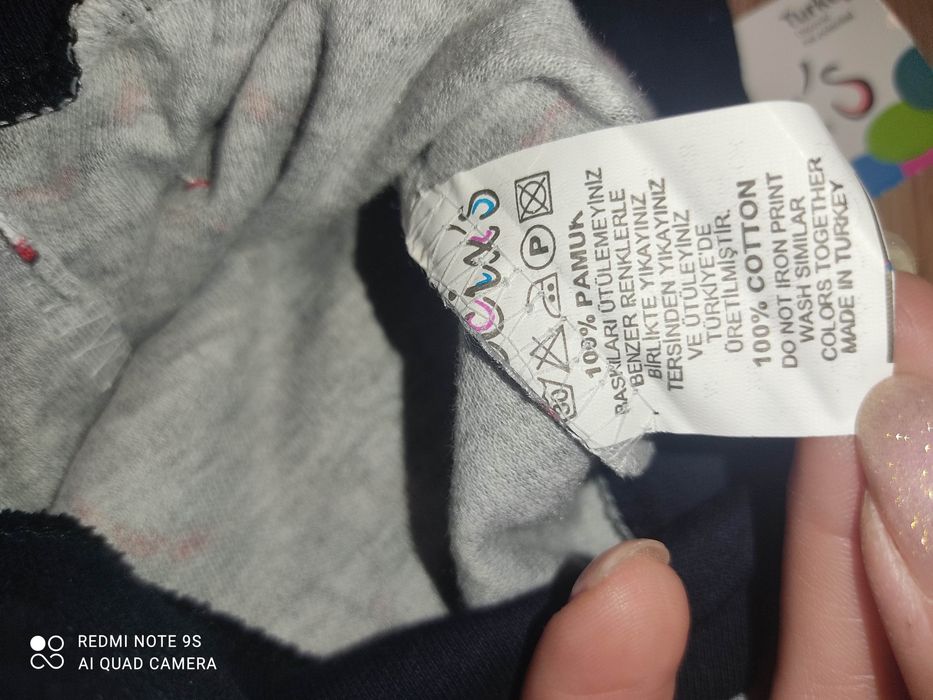 Turkey
'S
30
P
100% PAMUK
BASKILARI ÜTÜLEMEYİNİZ
BENZER RENKLERLE
BİRLİKTE YIKAYINIZ
TERSİNDEN YIKAYINIZ
VE ÜTÜLEYİNİZ
TÜRKİYE'DE
ÜRETİLMİŞTİR.
100% COTTON
DO NOT IRON PRINT
WASH SIMILAR
COLORS TOGETHER
MADE IN TURKEY
REDMI NOTE 9S
AI QUAD CAMERA